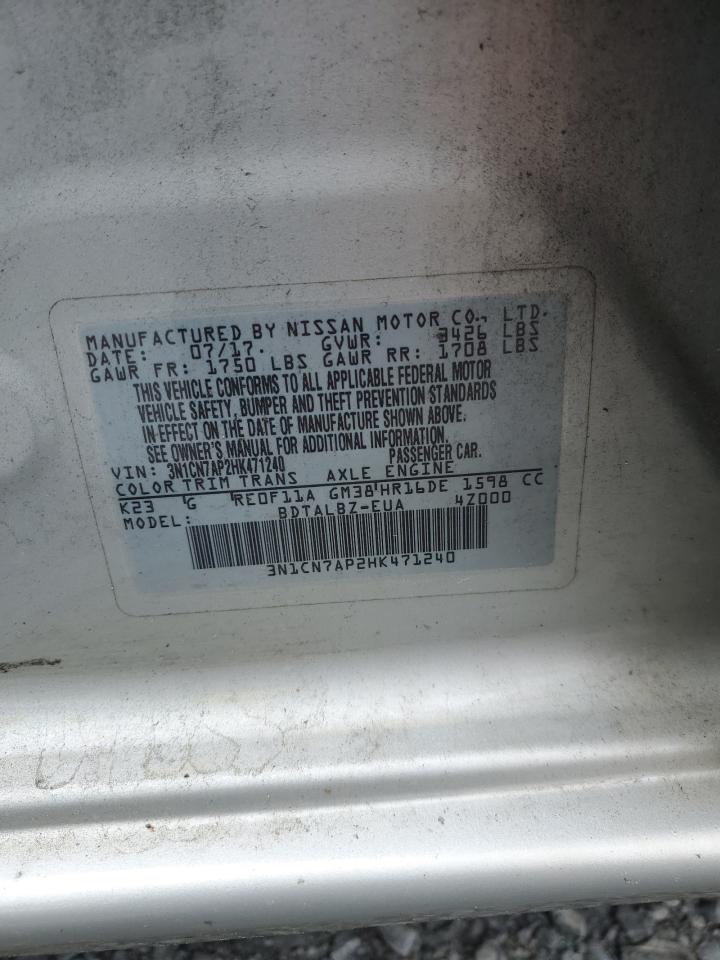 MANUFACTURED BY NISSAN MOTOR CO., LTD.
DATE: 07/17. GVWR: 3426 LBS
GAWR FR: 1750 LBS GAWR RR: 1708 LBS
THIS VEHICLE CONFORMS TO ALL APPLICABLE FEDERAL MOTOR
VEHICLE SAFETY, BUMPER AND THEFT PREVENTION STANDARDS
IN EFFECT ON THE DATE OF MANUFACTURE SHOWN ABOVE.
SEE OWNER'S MANUAL FOR ADDITIONAL INFORMATION.
VIN: 3N1CN7AP2HK471240 PASSENGER CAR.
COLOR TRIM TRANS AXLE ENGINE
K23 G RE0F11A GM38 HR16DE 1598 CC
MODEL: BDTALBZ-EUA 4Z000
3N1CN7AP2HK471240